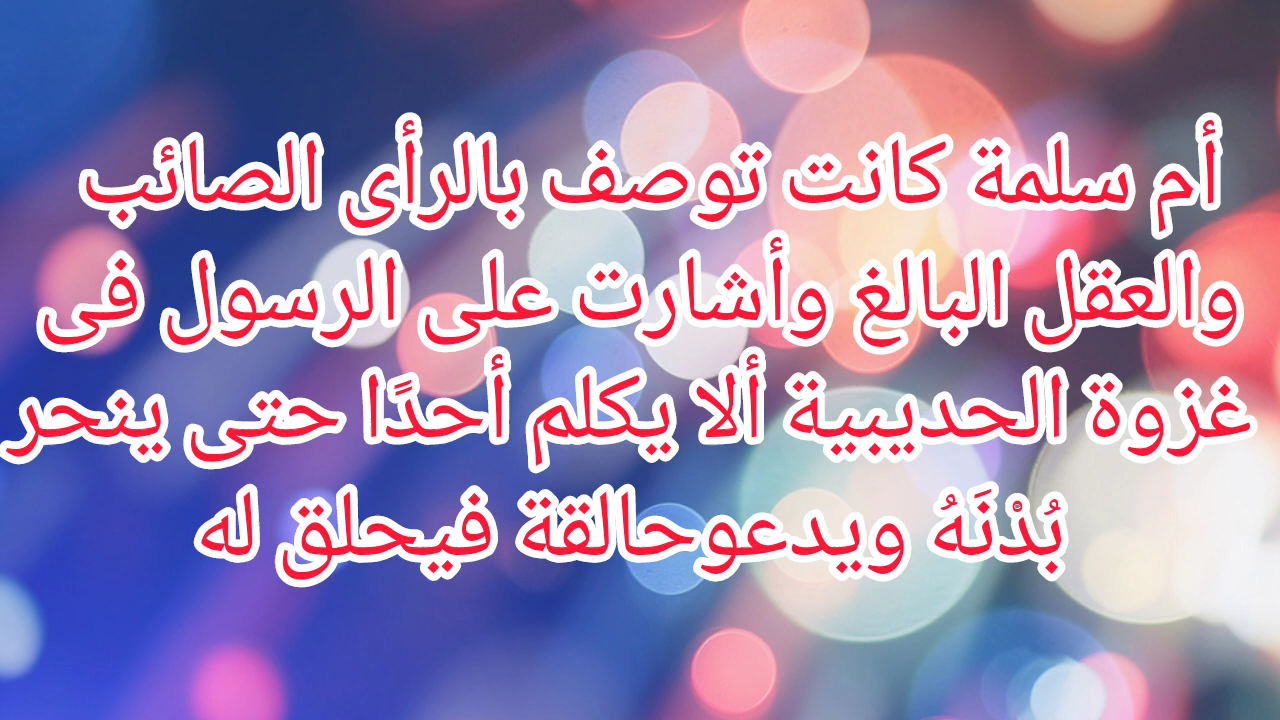 أم سلمة كانت توصف بالرأى الصائب
والعقل البالغ وأشارت على الرسول فى
غزوة الحديبية ألا يكلم أحدًا حتى ينحر
بُدْنَهُ ويدعوحالقة فيحلق له